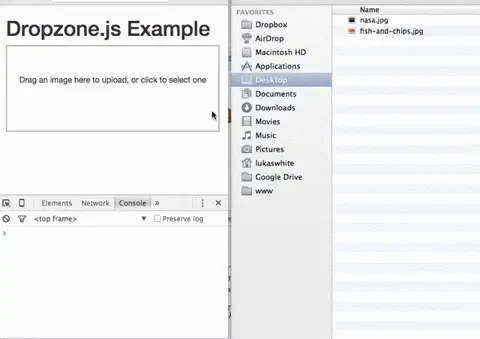 Dropzone.js Example
Drag an image here to upload, or click to select one
Elements Network Console »
<top frame> ▼ Preserve log
>
FAVORITES
Dropbox
AirDrop
Macintosh HD
Applications
Desktop
Documents
Downloads
Movies
Music
Pictures
lukaswhite
Google Drive
www
Name
nasa.jpg
fish-and-chips.jpg